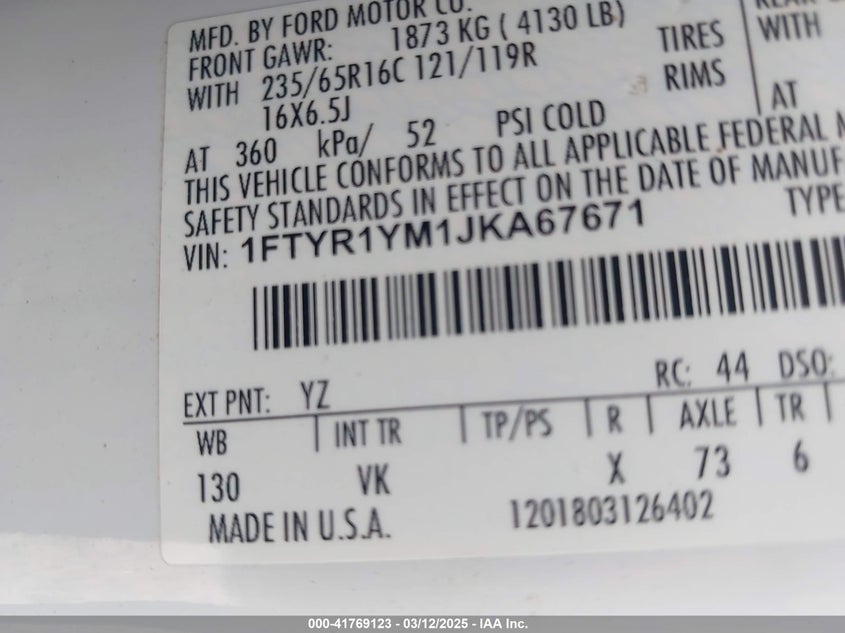 MFD. BY FORD MOTOR CO.
FRONT GAWR: 1873 KG ( 4130 LB)
WITH 235/65R16C 121/119R TIRES WITH
16X6.5J RIMS
AT 360 kPa/ 52 PSI COLD AT
THIS VEHICLE CONFORMS TO ALL APPLICABLE FEDERAL M
SAFETY STANDARDS IN EFFECT ON THE DATE OF MANUF
VIN: 1FTYR1YM1JKA67671 TYPE
EXT PNT: YZ RC: 44 DSO:
WB INT TR TP/PS R AXLE TR
130 VK X 73 6
MADE IN U.S.A. 1201803126402
000-41769123 - 03/12/2025 - IAA Inc.